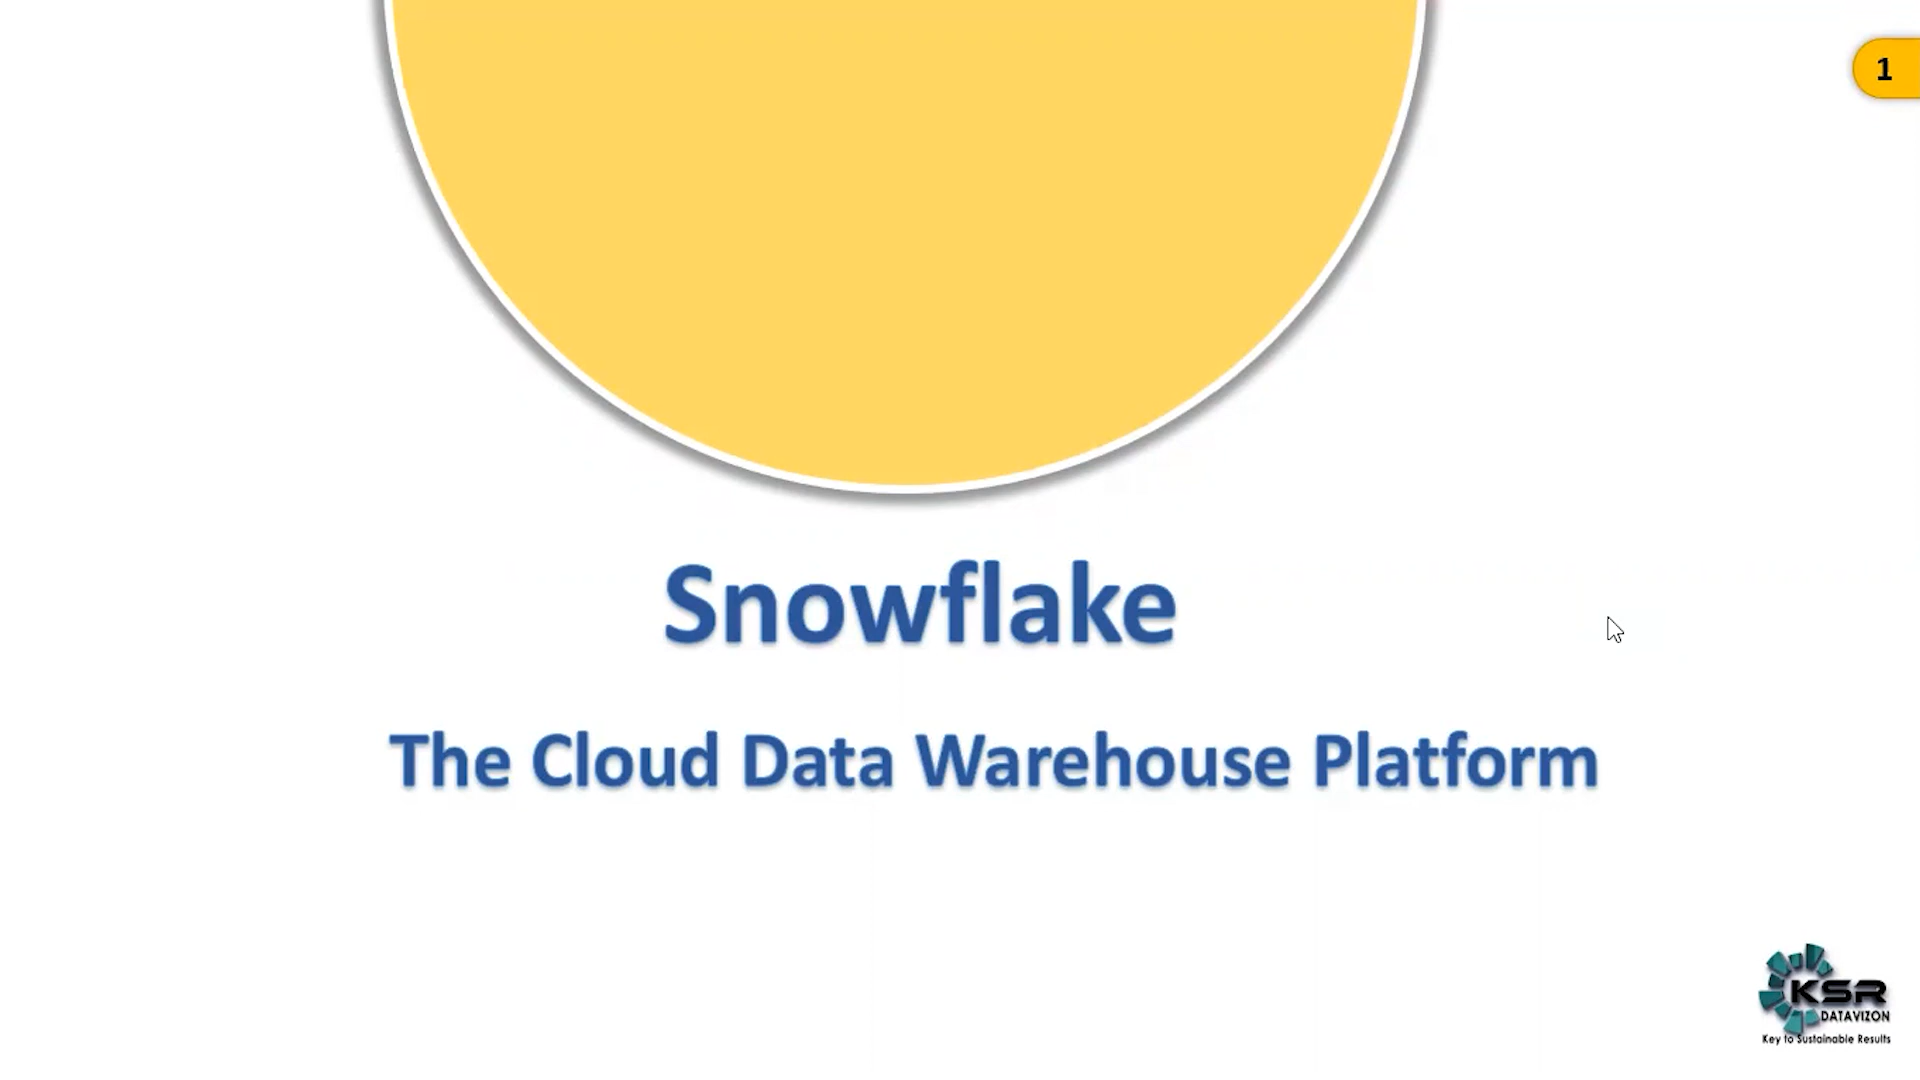 1
Snowflake
The Cloud Data Warehouse Platform
KSR
DATAVIZON
Key to Sustainable Results